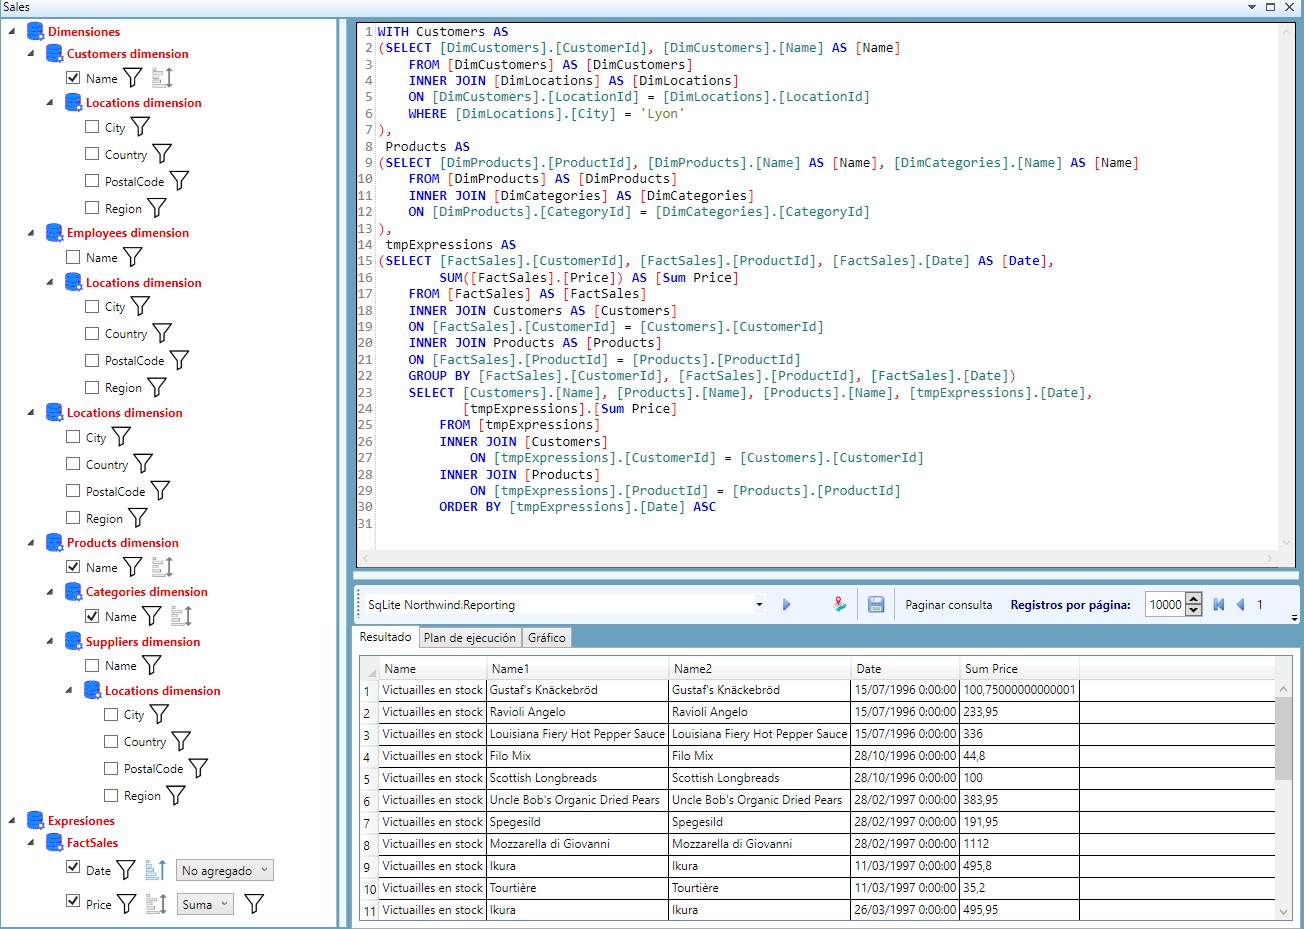 Sales
Dimensiones
Customers dimension
Name
Locations dimension
City
Country
PostalCode
Region
Employees dimension
Name
Locations dimension
City
Country
PostalCode
Region
Locations dimension
City
Country
PostalCode
Region
Products dimension
Name
Categories dimension
Name
Suppliers dimension
Name
Locations dimension
City
Country
PostalCode
Region
Expresiones
FactSales
Date No agregado
Price Suma
1 WITH Customers AS
2 (SELECT [DimCustomers].[CustomerId], [DimCustomers].[Name] AS [Name]
3 FROM [DimCustomers] AS [DimCustomers]
4 INNER JOIN [DimLocations] AS [DimLocations]
5 ON [DimCustomers].[LocationId] = [DimLocations].[LocationId]
6 WHERE [DimLocations].[City] = 'Lyon'
7 ),
8 Products AS
9 (SELECT [DimProducts].[ProductId], [DimProducts].[Name] AS [Name], [DimCategories].[Name] AS [Name]
10 FROM [DimProducts] AS [DimProducts]
11 INNER JOIN [DimCategories] AS [DimCategories]
12 ON [DimProducts].[CategoryId] = [DimCategories].[CategoryId]
13 ),
14 tmpExpressions AS
15 (SELECT [FactSales].[CustomerId], [FactSales].[ProductId], [FactSales].[Date] AS [Date],
16 SUM([FactSales].[Price]) AS [Sum Price]
17 FROM [FactSales] AS [FactSales]
18 INNER JOIN Customers AS [Customers]
19 ON [FactSales].[CustomerId] = [Customers].[CustomerId]
20 INNER JOIN Products AS [Products]
21 ON [FactSales].[ProductId] = [Products].[ProductId]
22 GROUP BY [FactSales].[CustomerId], [FactSales].[ProductId], [FactSales].[Date])
23 SELECT [Customers].[Name], [Products].[Name], [Products].[Name], [tmpExpressions].[Date],
24 [tmpExpressions].[Sum Price]
25 FROM [tmpExpressions]
26 INNER JOIN [Customers]
27 ON [tmpExpressions].[CustomerId] = [Customers].[CustomerId]
28 INNER JOIN [Products]
29 ON [tmpExpressions].[ProductId] = [Products].[ProductId]
30 ORDER BY [tmpExpressions].[Date] ASC
31
SqLite Northwind.Reporting Paginar consulta Registros por página: 10000 1
Resultado Plan de ejecución Gráfico
Name Name1 Name2 Date Sum Price
1 Victuailles en stock Gustaf's Knäckebröd Gustaf's Knäckebröd 15/07/1996 0:00:00 100,75000000000001
2 Victuailles en stock Ravioli Angelo Ravioli Angelo 15/07/1996 0:00:00 233,95
3 Victuailles en stock Louisiana Fiery Hot Pepper Sauce Louisiana Fiery Hot Pepper Sauce 15/07/1996 0:00:00 336
4 Victuailles en stock Filo Mix Filo Mix 28/10/1996 0:00:00 44,8
5 Victuailles en stock Scottish Longbreads Scottish Longbreads 28/10/1996 0:00:00 100
6 Victuailles en stock Uncle Bob's Organic Dried Pears Uncle Bob's Organic Dried Pears 28/02/1997 0:00:00 383,95
7 Victuailles en stock Spegesild Spegesild 28/02/1997 0:00:00 191,95
8 Victuailles en stock Mozzarella di Giovanni Mozzarella di Giovanni 28/02/1997 0:00:00 1112
9 Victuailles en stock Ikura Ikura 11/03/1997 0:00:00 495,8
10 Victuailles en stock Tourtière Tourtière 11/03/1997 0:00:00 35,2
11 Victuailles en stock Ikura Ikura 26/03/1997 0:00:00 495,95